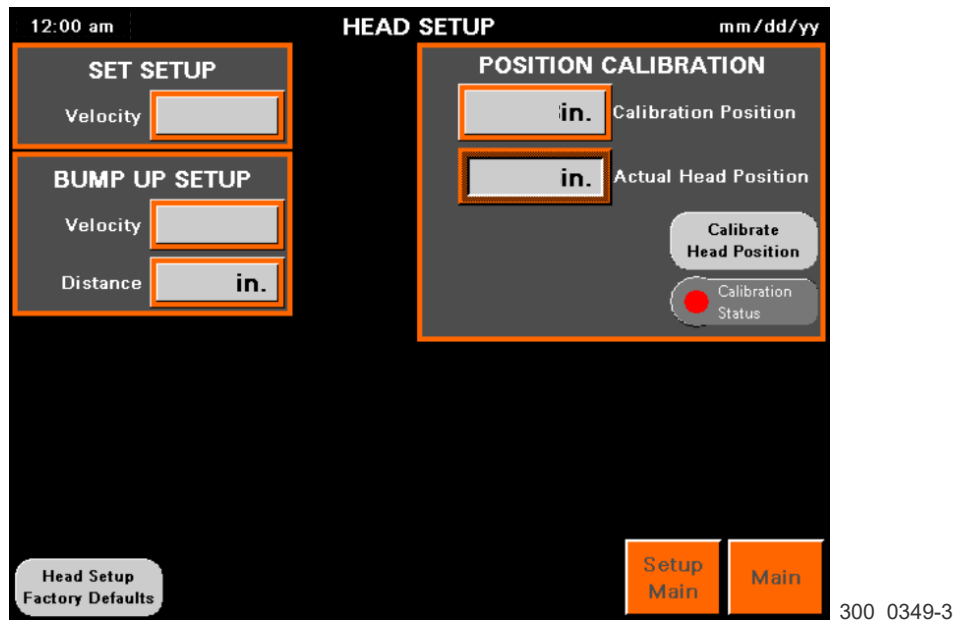 12:00 am
HEAD SETUP
mm/dd/yy
SET SETUP
Velocity
BUMP UP SETUP
Velocity
Distance
in.
POSITION CALIBRATION
in.
Calibration Position
in.
Actual Head Position
Calibrate
Head Position
Calibration
Status
Head Setup
Factory Defaults
Setup
Main
Main
300 0349-3